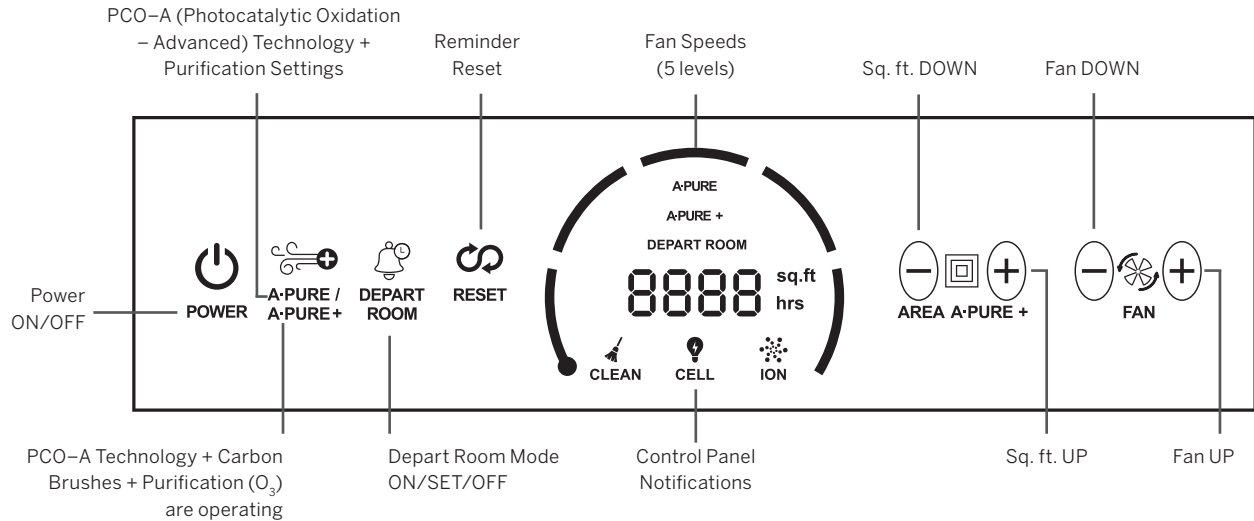 PCO–A (Photocatalytic Oxidation
– Advanced) Technology +
Purification Settings
Reminder
Reset
Fan Speeds
(5 levels)
Sq. ft. DOWN
Fan DOWN
A·PURE
A·PURE +
DEPART ROOM
8888
sq.ft
hrs
CLEAN
CELL
ION
POWER
A·PURE /
A·PURE+
DEPART
ROOM
RESET
AREA A·PURE +
FAN
Power
ON/OFF
PCO–A Technology + Carbon
Brushes + Purification (O₃)
are operating
Depart Room Mode
ON/SET/OFF
Control Panel
Notifications
Sq. ft. UP
Fan UP